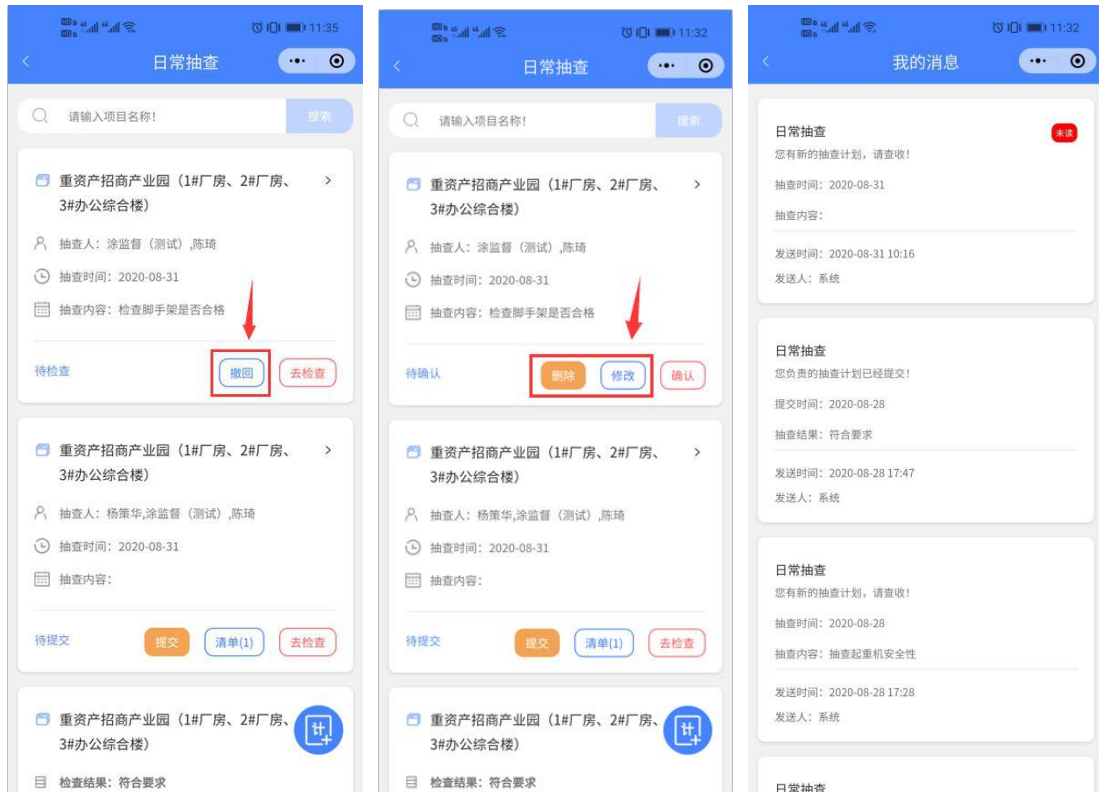 11:35
日常抽查
请输入项目名称!
搜索
重资产招商产业园（1#厂房、2#厂房、
3#办公综合楼）
抽查人：涂监督（测试）,陈琦
抽查时间：2020-08-31
抽查内容：检查脚手架是否合格
待检查
撤回
去检查
重资产招商产业园（1#厂房、2#厂房、
3#办公综合楼）
抽查人：杨策华,涂监督（测试）,陈琦
抽查时间：2020-08-31
抽查内容：
待提交
提交
清单(1)
去检查
重资产招商产业园（1#厂房、2#厂房、
3#办公综合楼）
计
检查结果：符合要求
11:32
日常抽查
请输入项目名称!
搜索
重资产招商产业园（1#厂房、2#厂房、
3#办公综合楼）
抽查人：涂监督（测试）,陈琦
抽查时间：2020-08-31
抽查内容：检查脚手架是否合格
待确认
删除
修改
确认
重资产招商产业园（1#厂房、2#厂房、
3#办公综合楼）
抽查人：杨策华,涂监督（测试）,陈琦
抽查时间：2020-08-31
抽查内容：
待提交
提交
清单(1)
去检查
重资产招商产业园（1#厂房、2#厂房、
3#办公综合楼）
计
检查结果：符合要求
11:32
我的消息
日常抽查
未读
您有新的抽查计划，请查收!
抽查时间：2020-08-31
抽查内容：
发送时间：2020-08-31 10:16
发送人：系统
日常抽查
您负责的抽查计划已经提交!
提交时间：2020-08-28
抽查结果：符合要求
发送时间：2020-08-28 17:47
发送人：系统
日常抽查
您有新的抽查计划，请查收!
抽查时间：2020-08-28
抽查内容：抽查起重机安全性
发送时间：2020-08-28 17:28
发送人：系统
日常抽查